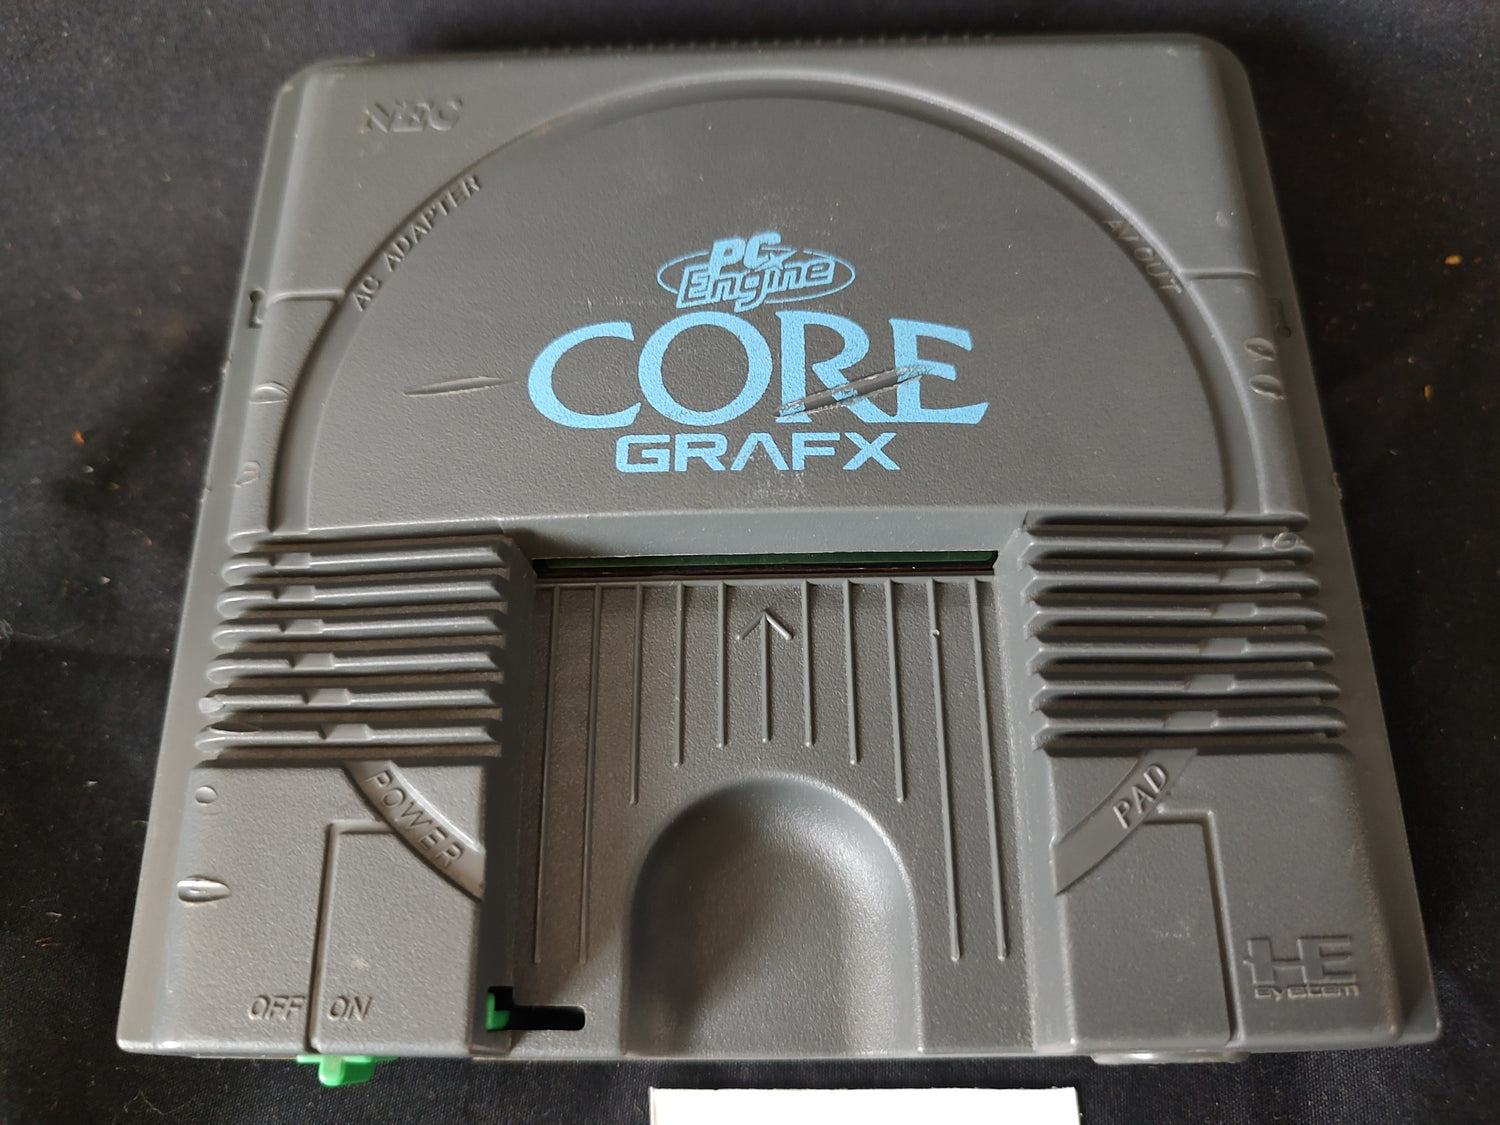 NEC
AC ADAPTER
AV OUT
PC
Engine
CORE
GRAFX
POWER
PAD
OFF ON
HE
system